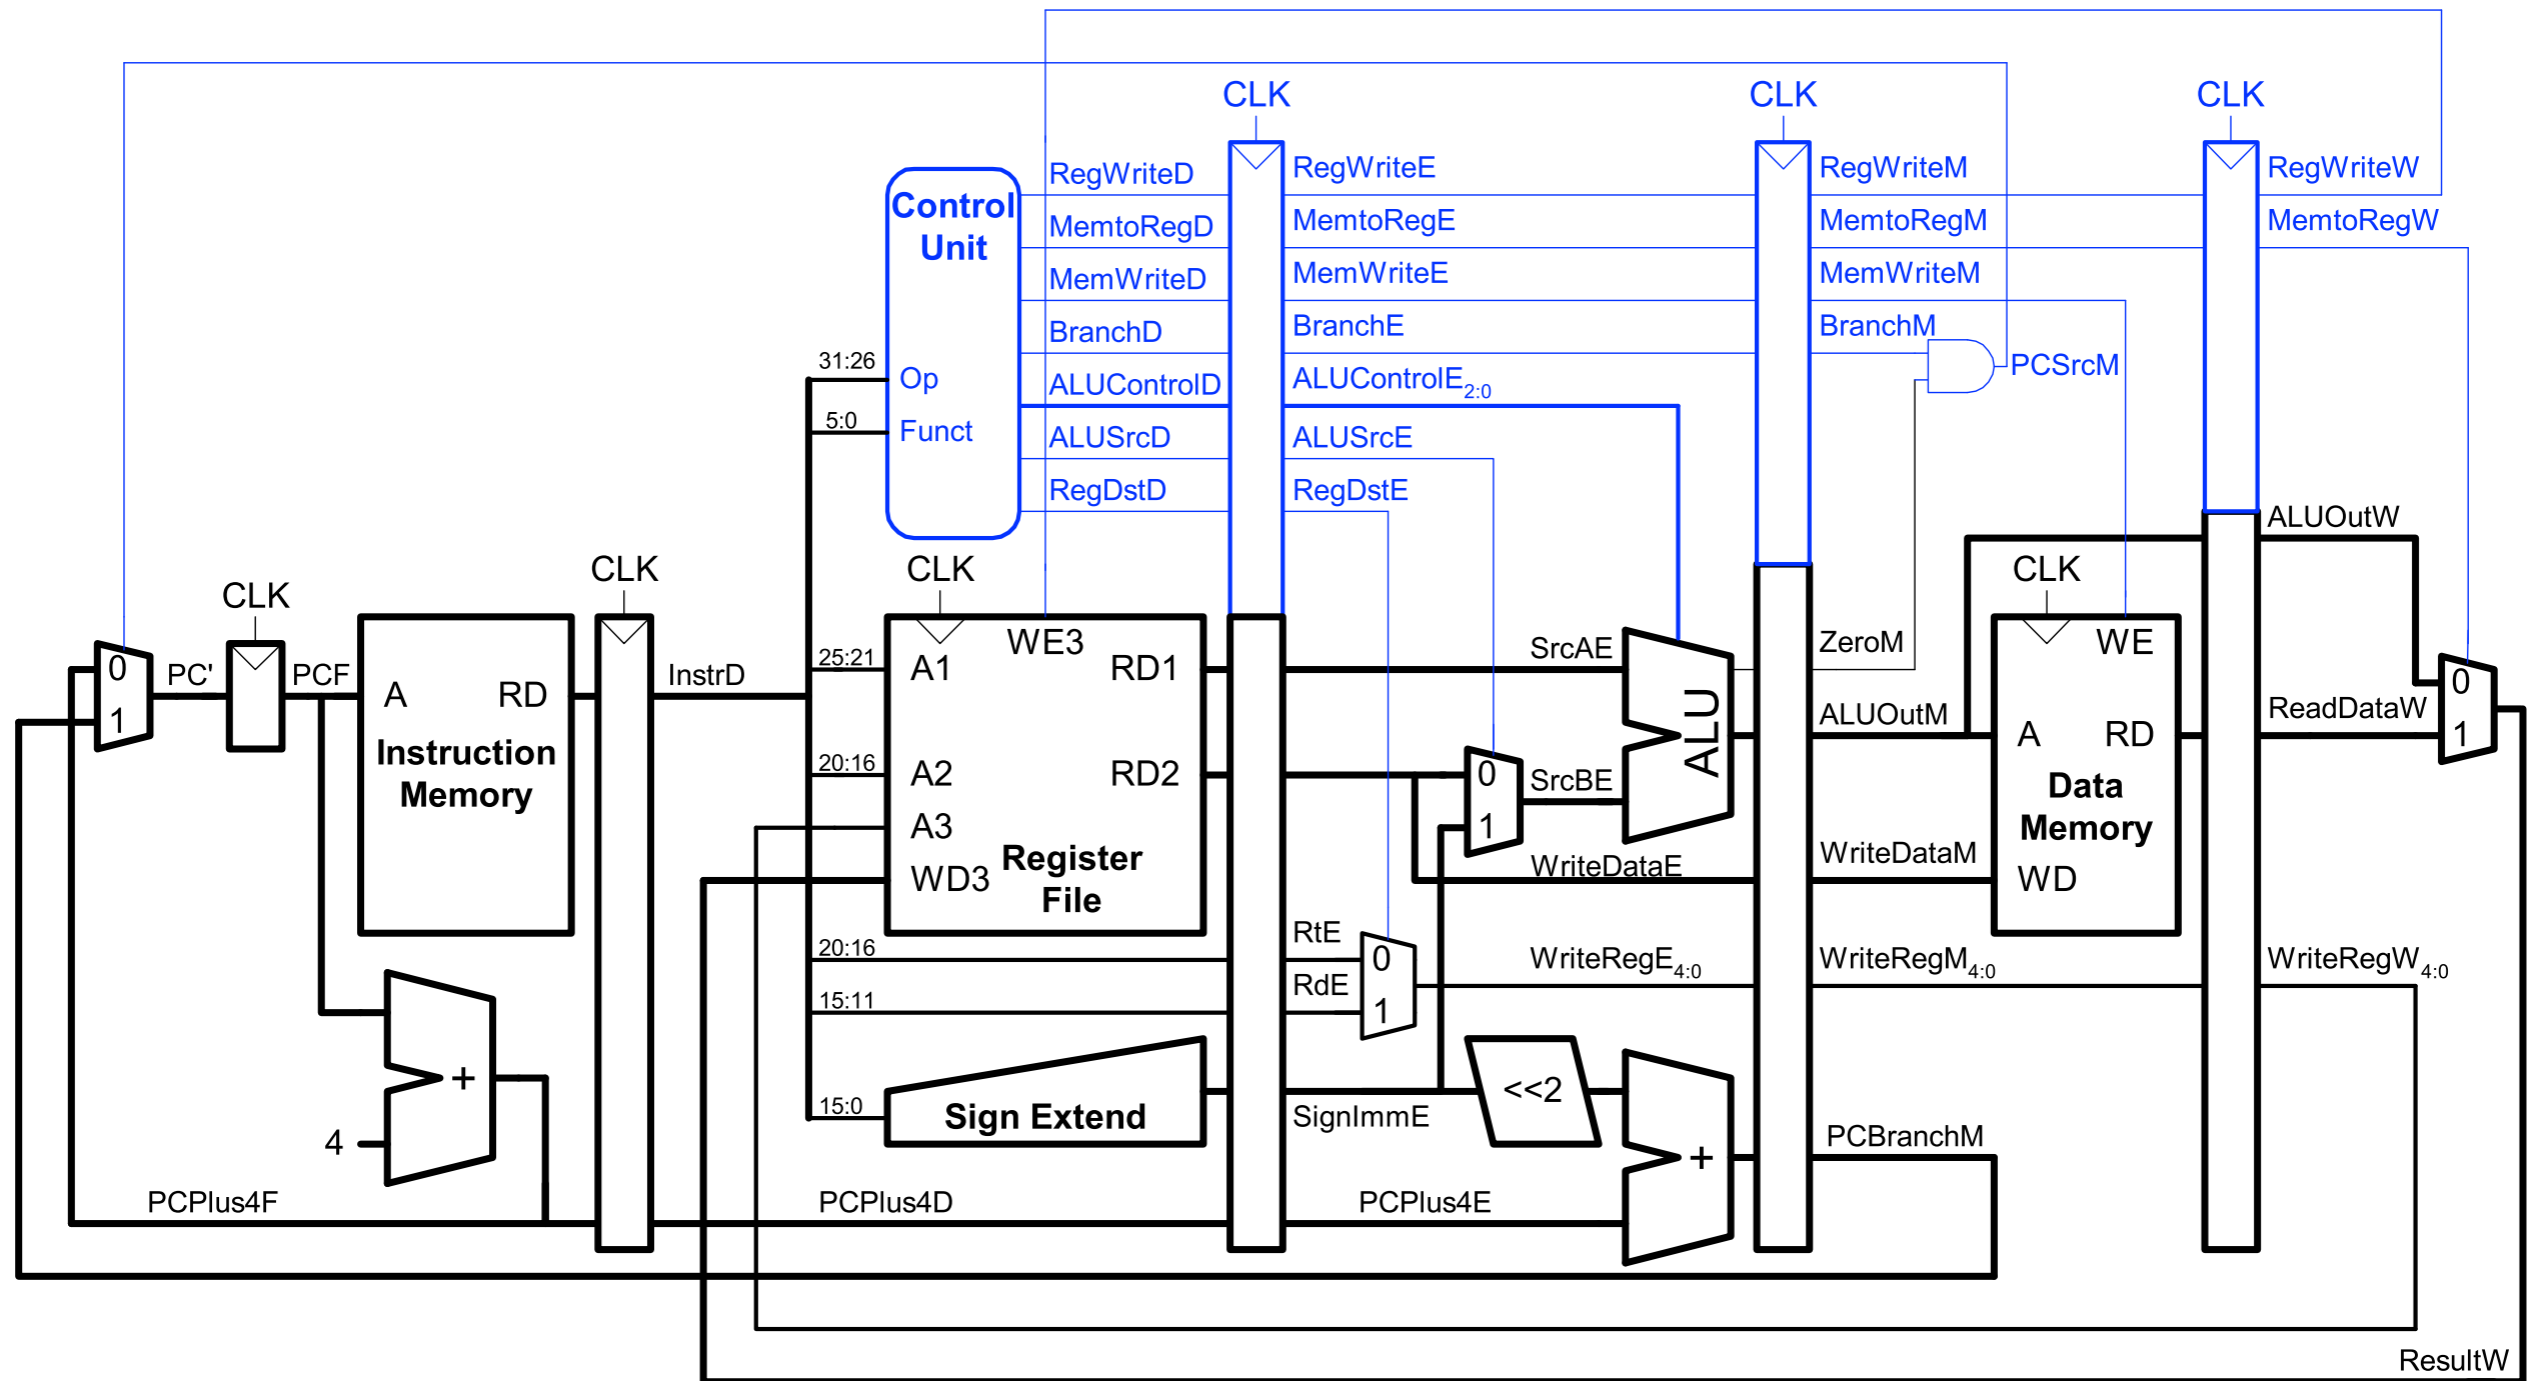 CLK
CLK
CLK
Control
Unit
Op
Funct
31:26
5:0
RegWriteD
MemtoRegD
MemWriteD
BranchD
ALUControlD
ALUSrcD
RegDstD
RegWriteE
MemtoRegE
MemWriteE
BranchE
ALUControlE2:0
ALUSrcE
RegDstE
RegWriteM
MemtoRegM
MemWriteM
BranchM
PCSrcM
RegWriteW
MemtoRegW
CLK
CLK
CLK
CLK
0
1
PC'
PCF
A
RD
Instruction
Memory
InstrD
25:21
20:16
A1
A2
A3
WD3
WE3
RD1
RD2
Register
File
20:16
15:11
15:0
Sign Extend
RtE
RdE
0
1
SignImmE
SrcAE
0
1
SrcBE
ALU
WriteDataE
WriteRegE4:0
<<2
+
ZeroM
ALUOutM
WriteDataM
WriteRegM4:0
PCBranchM
A
RD
WE
Data
Memory
WD
ALUOutW
ReadDataW
0
1
WriteRegW4:0
+
4
PCPlus4F
PCPlus4D
PCPlus4E
ResultW